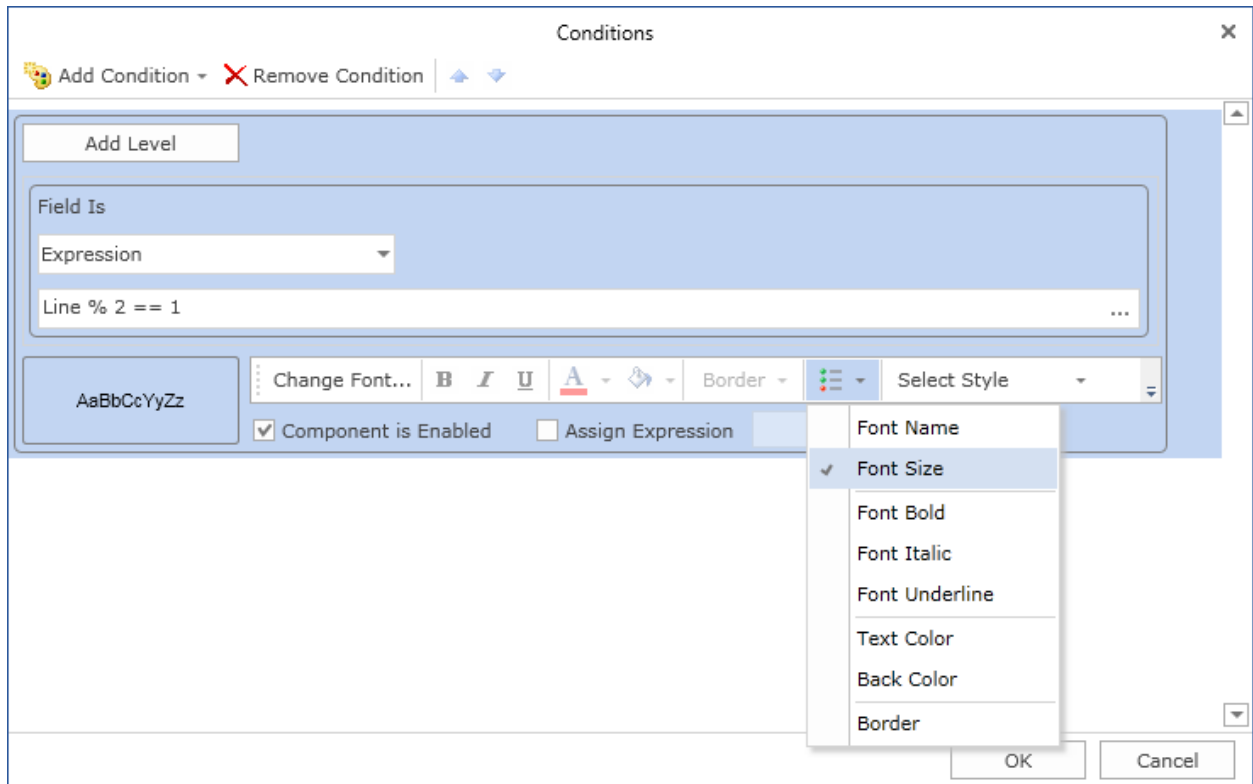 Conditions
Add Condition Remove Condition
Add Level
Field Is
Expression
Line % 2 == 1
...
AaBbCcYyZz
Change Font... B I U A Border Select Style
Component is Enabled Assign Expression
Font Name
Font Size
Font Bold
Font Italic
Font Underline
Text Color
Back Color
Border
OK Cancel